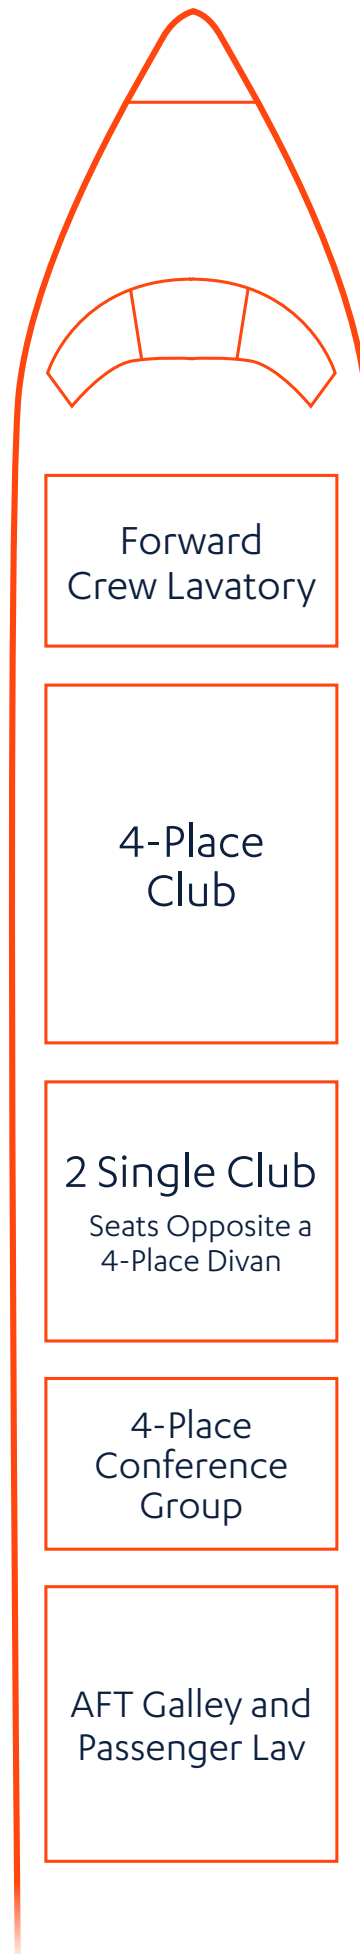 Forward
Crew Lavatory
4-Place
Club
2 Single Club
Seats Opposite a
4-Place Divan
4-Place
Conference
Group
AFT Galley and
Passenger Lav